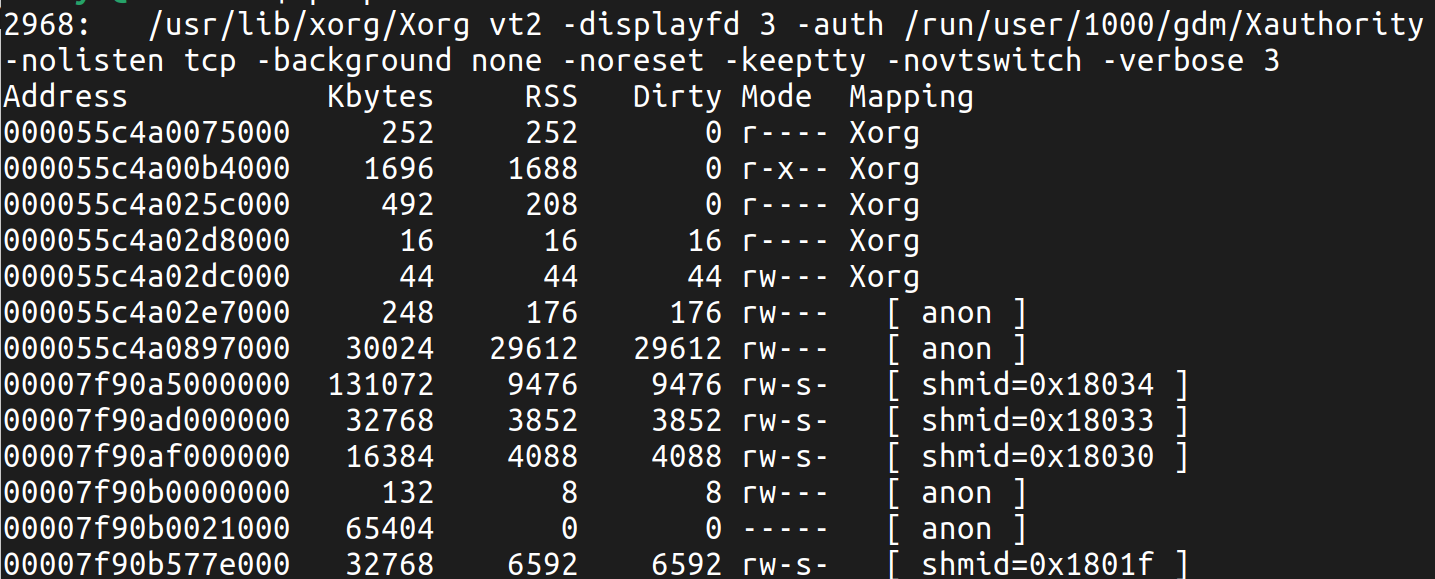 2968:   /usr/lib/xorg/Xorg vt2 -displayfd 3 -auth /run/user/1000/gdm/Xauthority
-nolisten tcp -background none -noreset -keeptty -novtswitch -verbose 3
Address           Kbytes     RSS   Dirty Mode  Mapping
000055c4a0075000     252     252       0 r---- Xorg
000055c4a00b4000    1696    1688       0 r-x-- Xorg
000055c4a025c000     492     208       0 r---- Xorg
000055c4a02d8000      16      16      16 r---- Xorg
000055c4a02dc000      44      44      44 rw--- Xorg
000055c4a02e7000     248     176     176 rw---   [ anon ]
000055c4a0897000   30024   29612   29612 rw---   [ anon ]
00007f90a5000000  131072    9476    9476 rw-s-   [ shmid=0x18034 ]
00007f90ad000000   32768    3852    3852 rw-s-   [ shmid=0x18033 ]
00007f90af000000   16384    4088    4088 rw-s-   [ shmid=0x18030 ]
00007f90b0000000     132       8       8 rw---   [ anon ]
00007f90b0021000   65404       0       0 -----   [ anon ]
00007f90b577e000   32768    6592    6592 rw-s-   [ shmid=0x1801f ]